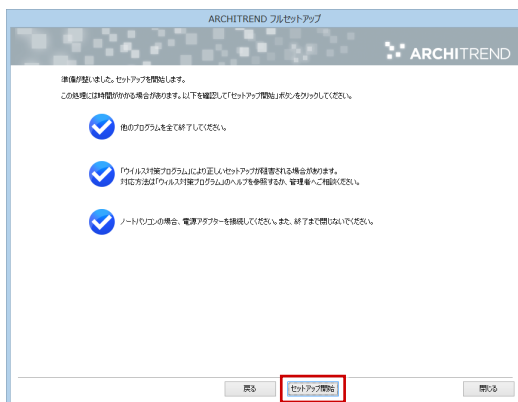 ARCHITREND フルセットアップ
ARCHITREND
準備が整いました。セットアップを開始します。
この処理には時間がかかる場合があります。以下を確認して「セットアップ開始」ボタンをクリックしてください。
他のプログラムを全て終了してください。
「ウイルス対策プログラム」により正しいセットアップが阻害される場合があります。
対応方法は「ウィルス対策プログラム」のヘルプを参照するか、管理者へご相談ください。
ノートパソコンの場合、電源アダプターを接続してください。また、終了まで閉じないでください。
戻る
セットアップ開始
閉じる